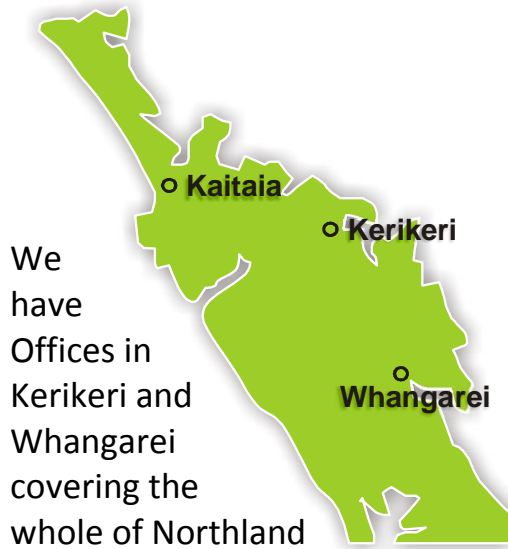 Kaitaia
Kerikeri
We
have
Offices in
Kerikeri and
Whangarei
Whangarei
covering the
whole of Northland